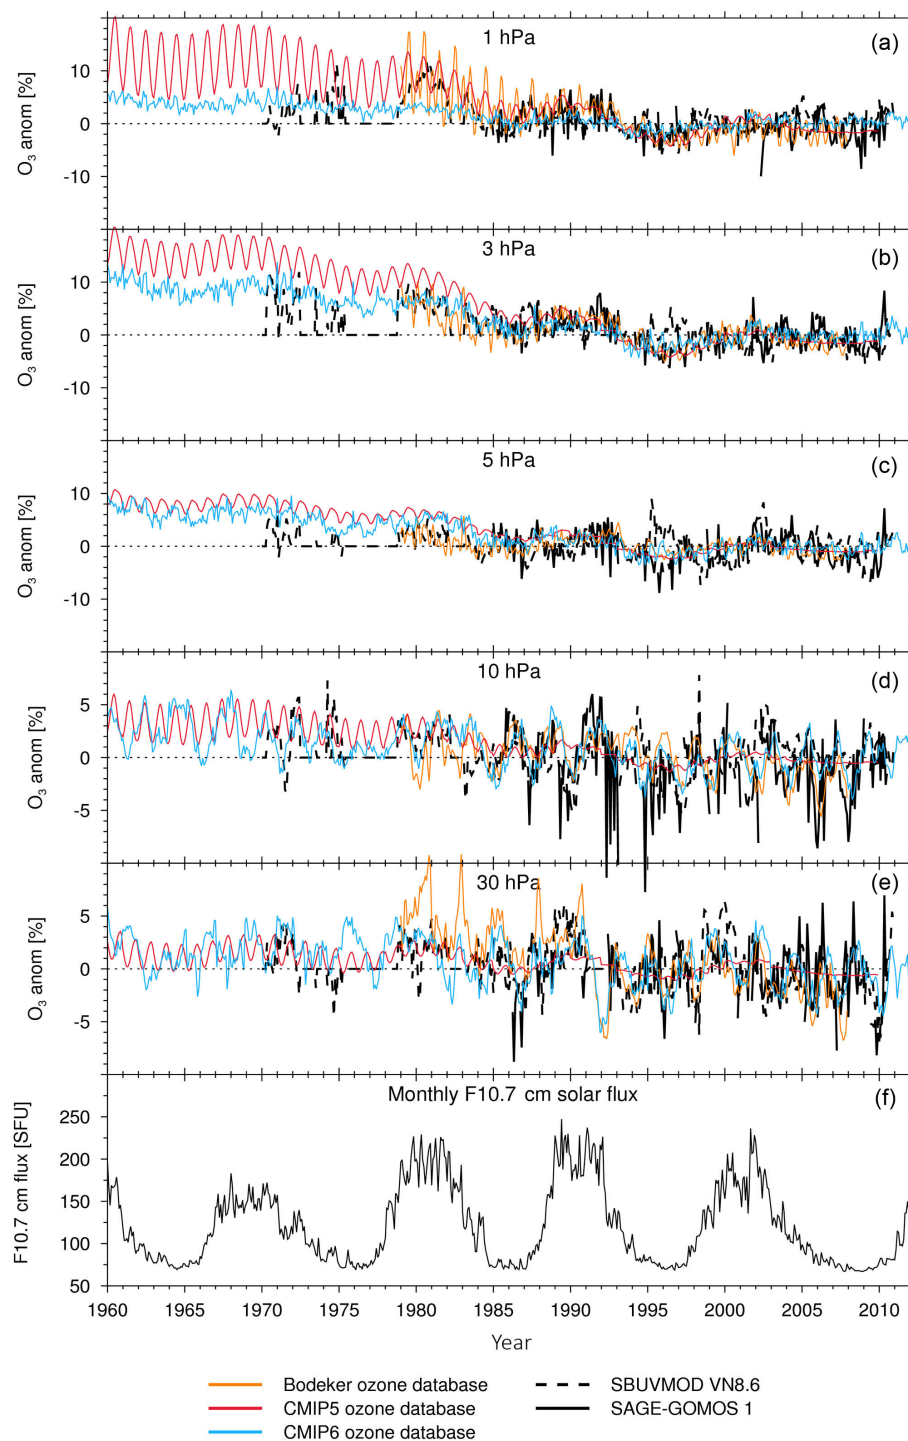 1 hPa
(a)
10
0
-10
O3 anom [%]
3 hPa
(b)
10
0
-10
O3 anom [%]
5 hPa
(c)
10
0
-10
O3 anom [%]
10 hPa
(d)
5
0
-5
O3 anom [%]
30 hPa
(e)
5
0
-5
O3 anom [%]
Monthly F10.7 cm solar flux
(f)
250
200
150
100
50
F10.7 cm flux [SFU]
1960 1965 1970 1975 1980 1985 1990 1995 2000 2005 2010
Year
Bodeker ozone database
CMIP5 ozone database
CMIP6 ozone database
SBUVMOD VN8.6
SAGE-GOMOS 1